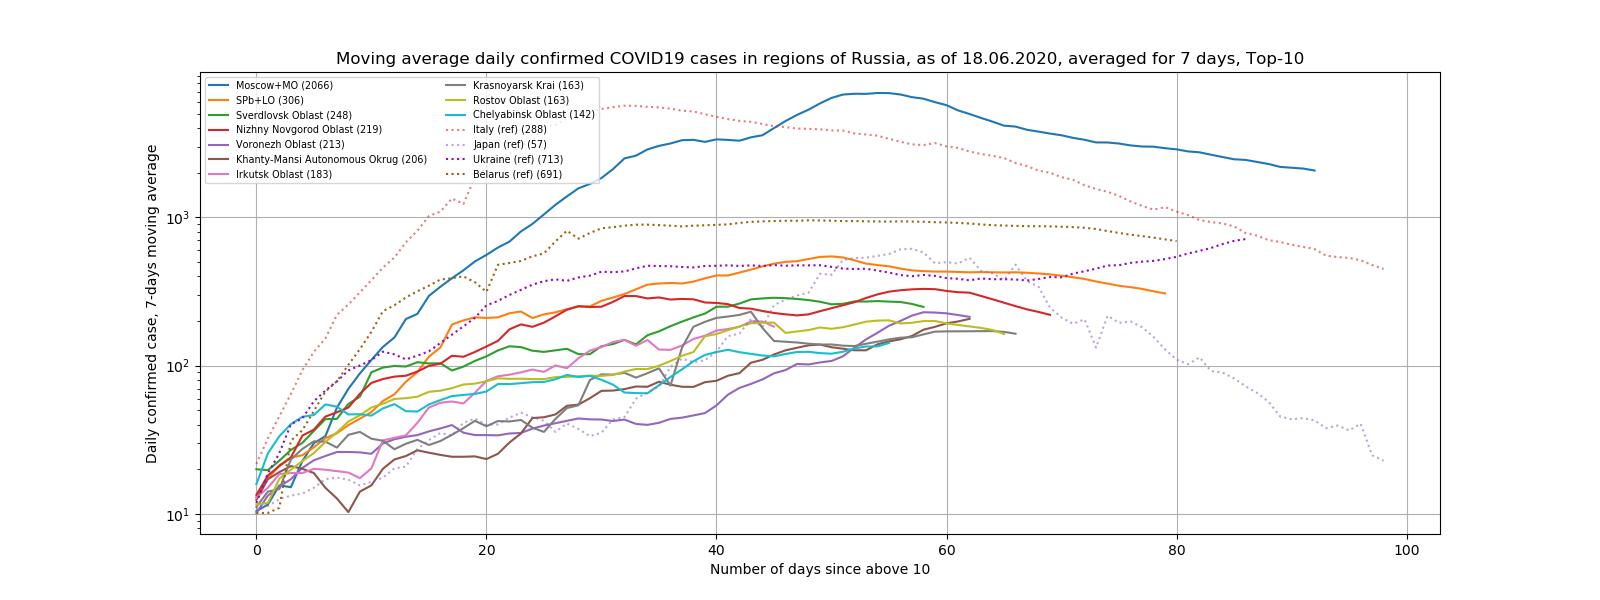 Moving average daily confirmed COVID19 cases in regions of Russia, as of 18.06.2020, averaged for 7 days, Top-10
Moscow+MO (2066)
SPb+LO (306)
Sverdlovsk Oblast (248)
Nizhny Novgorod Oblast (219)
Voronezh Oblast (213)
Khanty-Mansi Autonomous Okrug (206)
Irkutsk Oblast (183)
Krasnoyarsk Krai (163)
Rostov Oblast (163)
Chelyabinsk Oblast (142)
Italy (ref) (288)
Japan (ref) (57)
Ukraine (ref) (713)
Belarus (ref) (691)
Daily confirmed case, 7-days moving average
10³
10²
10¹
0 20 40 60 80 100
Number of days since above 10